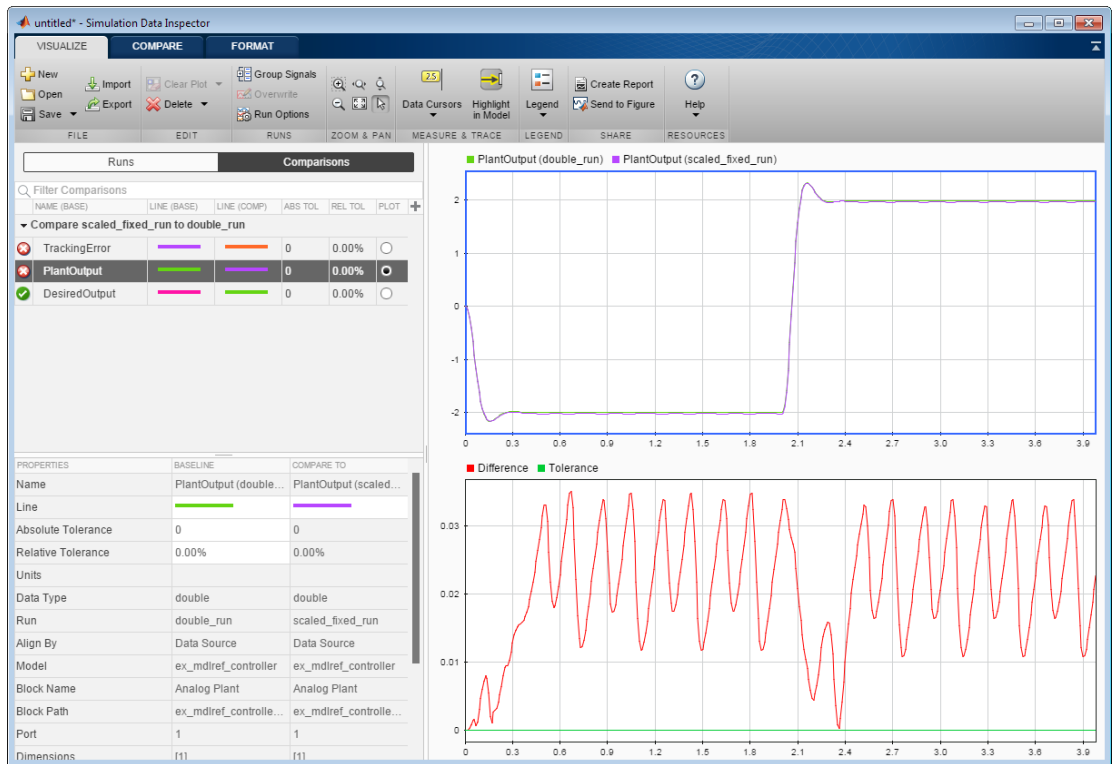 untitled* - Simulation Data Inspector
VISUALIZE COMPARE FORMAT
New
Open
Save
Import
Export
FILE
Clear Plot
Delete
EDIT
Group Signals
Overwrite
Run Options
RUNS
ZOOM & PAN
2.5
Data Cursors
Highlight
in Model
MEASURE & TRACE
Legend
LEGEND
Create Report
Send to Figure
SHARE
?
Help
RESOURCES
Runs Comparisons
Filter Comparisons
NAME (BASE) LINE (BASE) LINE (COMP) ABS TOL REL TOL PLOT
Compare scaled_fixed_run to double_run
TrackingError 0 0.00%
PlantOutput 0 0.00%
DesiredOutput 0 0.00%
PROPERTIES BASELINE COMPARE TO
Name PlantOutput (double... PlantOutput (scaled...
Line
Absolute Tolerance 0 0
Relative Tolerance 0.00% 0.00%
Units
Data Type double double
Run double_run scaled_fixed_run
Align By Data Source Data Source
Model ex_mdlref_controller ex_mdlref_controller
Block Name Analog Plant Analog Plant
Block Path ex_mdlref_controlle... ex_mdlref_controlle...
Port 1 1
Dimensions [1] [1]
PlantOutput (double_run) PlantOutput (scaled_fixed_run)
2
1
0
-1
-2
0 0.3 0.6 0.9 1.2 1.5 1.8 2.1 2.4 2.7 3.0 3.3 3.6 3.9
Difference Tolerance
0.03
0.02
0.01
0
0 0.3 0.6 0.9 1.2 1.5 1.8 2.1 2.4 2.7 3.0 3.3 3.6 3.9